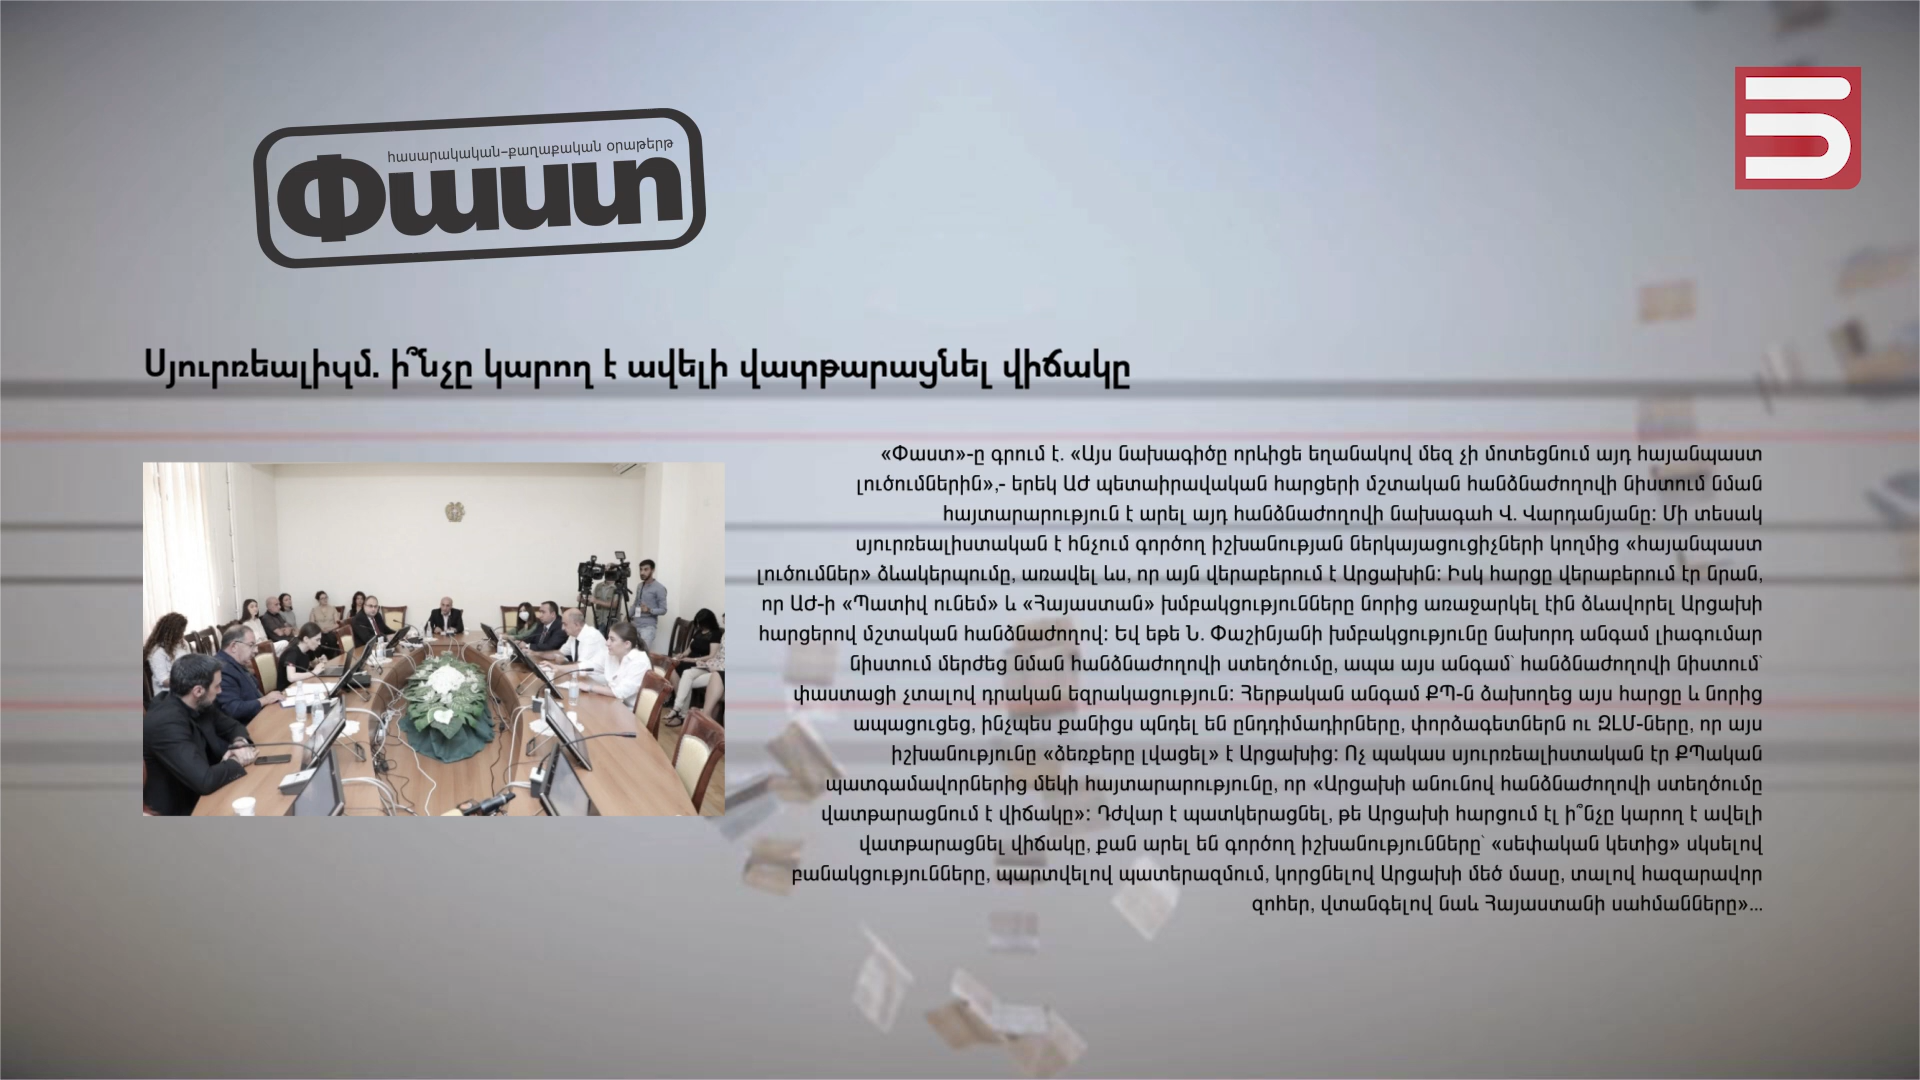 հասարակական-քաղաքական օրաթերթ
Փաստ
Սյուրռեալիզմ. ի՞նչը կարող է ավելի վատթարացնել վիճակը
«Փաստ»-ը գրում է. «Այս նախագիծը որևիցե եղանակով մեզ չի մոտեցնում այդ հայանպաստ
լուծումներին»,- երեկ ԱԺ պետաիրավական հարցերի մշտական հանձնաժողովի նիստում նման
հայտարարություն է արել այդ հանձնաժողովի նախագահ Վ. Վարդանյանը: Մի տեսակ
սյուրռեալիստական է հնչում գործող իշխանության ներկայացուցիչների կողմից «հայանպաստ
լուծումներ» ձևակերպումը, առավել ևս, որ այն վերաբերում է Արցախին: Իսկ հարցը վերաբերում էր նրան,
որ ԱԺ-ի «Պատիվ ունեմ» և «Հայաստան» խմբակցությունները նորից առաջարկել էին ձևավորել Արցախի
հարցերով մշտական հանձնաժողով: Եվ եթե Ն. Փաշինյանի խմբակցությունը նախորդ անգամ լիագումար
նիստում մերժեց նման հանձնաժողովի ստեղծումը, ապա այս անգամ՝ հանձնաժողովի նիստում՝
փաստացի չտալով դրական եզրակացություն: Հերթական անգամ ՔՊ-ն ձախողեց այս հարցը և նորից
ապացուցեց, ինչպես քանիցս պնդել են ընդդիմադիրները, փորձագետներն ու ԶԼՄ-ները, որ այս
իշխանությունը «ձեռքերը լվացել» է Արցախից: Ոչ պակաս սյուրռեալիստական էր ՔՊական
պատգամավորներից մեկի հայտարարությունը, որ «Արցախի անունով հանձնաժողովի ստեղծումը
վատթարացնում է վիճակը»: Դժվար է պատկերացնել, թե Արցախի հարցում էլ ի՞նչը կարող է ավելի
վատթարացնել վիճակը, քան արել են գործող իշխանությունները՝ «սեփական կետից» սկսելով
բանակցությունները, պարտվելով պատերազմում, կորցնելով Արցախի մեծ մասը, տալով հազարավոր
զոհեր, վտանգելով նաև Հայաստանի սահմանները»...